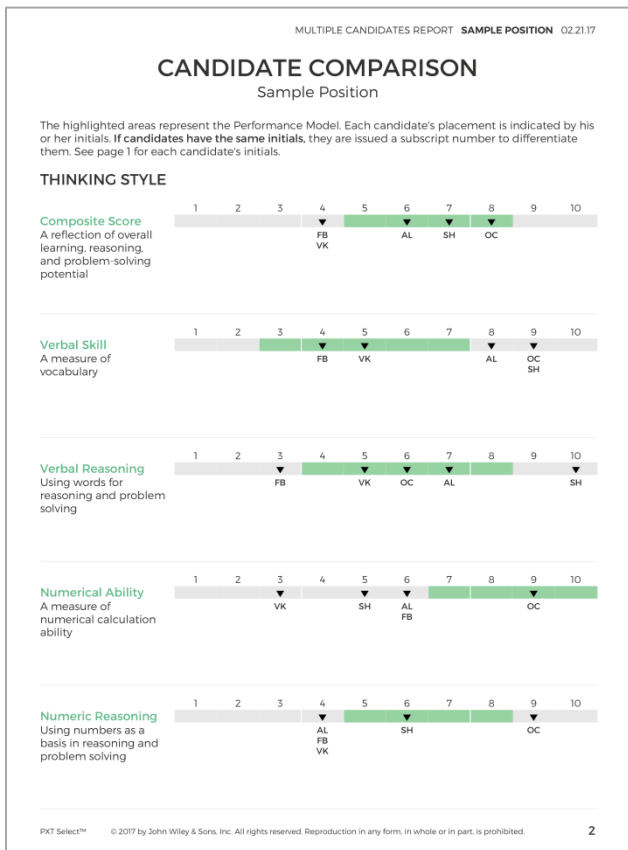 MULTIPLE CANDIDATES REPORT SAMPLE POSITION 02.21.17
CANDIDATE COMPARISON
Sample Position
The highlighted areas represent the Performance Model. Each candidate's placement is indicated by his
or her initials. If candidates have the same initials, they are issued a subscript number to differentiate
them. See page 1 for each candidate's initials.
THINKING STYLE
1 2 3 4 5 6 7 8 9 10
Composite Score
A reflection of overall
learning, reasoning,
and problem-solving
potential
FB AL SH OC
VK
1 2 3 4 5 6 7 8 9 10
Verbal Skill
A measure of
vocabulary
FB VK AL OC
SH
1 2 3 4 5 6 7 8 9 10
Verbal Reasoning
Using words for
reasoning and problem
solving
FB VK OC AL SH
1 2 3 4 5 6 7 8 9 10
Numerical Ability
A measure of
numerical calculation
ability
VK SH AL OC
FB
1 2 3 4 5 6 7 8 9 10
Numeric Reasoning
Using numbers as a
basis in reasoning and
problem solving
AL SH OC
FB
VK
PXT Select™ © 2017 by John Wiley & Sons, Inc. All rights reserved. Reproduction in any form, in whole or in part, is prohibited. 2